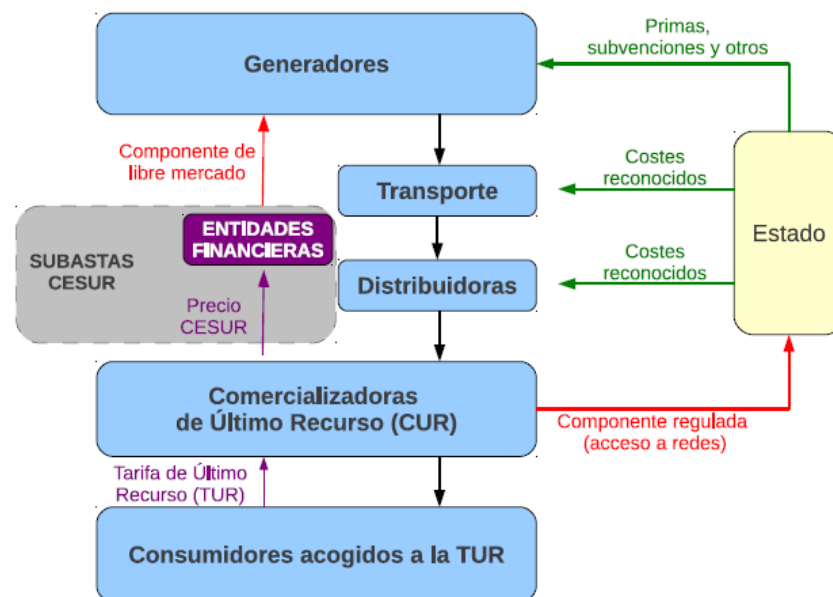 Primas,
subvenciones y otros
Generadores
Componente de
libre mercado
Costes
reconocidos
Transporte
ENTIDADES
FINANCIERAS
SUBASTAS
CESUR
Estado
Costes
reconocidos
Distribuidoras
Precio
CESUR
Comercializadoras
de Último Recurso (CUR)
Componente regulada
(acceso a redes)
Tarifa de Último
Recurso (TUR)
Consumidores acogidos a la TUR